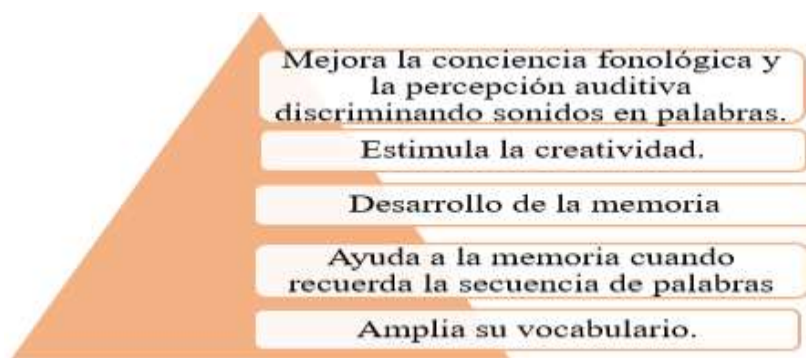 Mejora la conciencia fonológica y
la percepción auditiva
discriminando sonidos en palabras.
Estimula la creatividad.
Desarrollo de la memoria
Ayuda a la memoria cuando
recuerda la secuencia de palabras
Amplia su vocabulario.